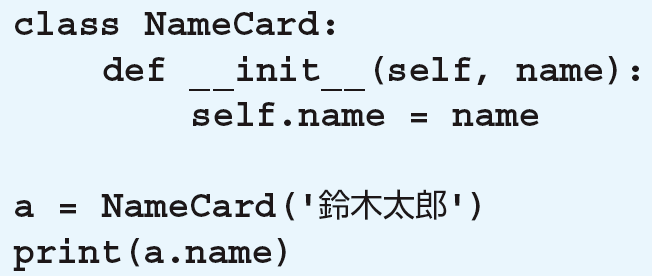 class NameCard:
    def __init__(self, name):
        self.name = name

a = NameCard('鈴木太郎')
print(a.name)